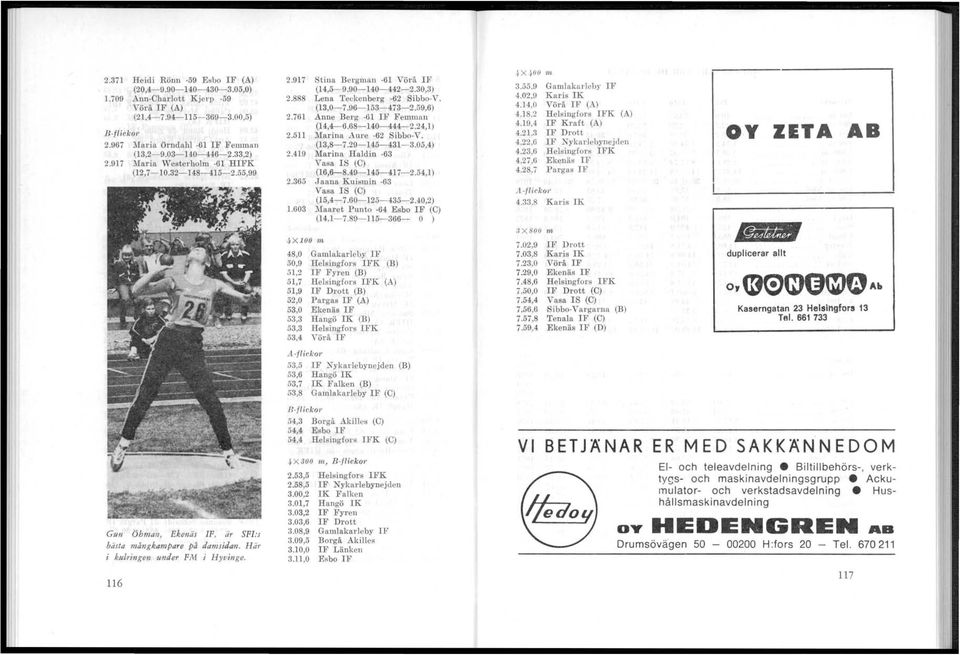 2.371 Heidi Rönn -59 Esbo IF (A)
(20,4—9.90—140—430—3.05,0)
1.709 Ann-Charlott Kjerp -59
Vörå IF (A)
(21,4—7.94—115—369—3.00,5)
B-flickor
2.967 Maria Örndahl -61 IF Femman
(13,2—9.03—140—446—2.33,2)
2.917 Maria Westerholm -61 HIFK
(12,7—10.32—148—415—2.55,99
26
Gun Öhman, Ekenäs IF, är SFI:s
bästa mångkampare på damsidan. Här
i kulringen under FM i Hyvinge.
116
2.917 Stina Bergman -61 Vörå IF
(14,5—9.90—140—442—2.30,3)
2.888 Lena Teckenberg -62 Sibbo-V.
(13,0—7.96—153—473—2.59,6)
2.761 Anne Berg -61 IF Femman
(14,4—6.68—140—444—2.24,1)
2.511 Marina Aure -62 Sibbo-V.
(13,8—7.29—145—431—3.05,4)
2.419 Marina Haldin -63
Vasa IS (C)
(16,6—8.49—145—417—2.54,1)
2.365 Jaana Kuismin -63
Vasa IS (C)
(15,4—7.60—125—435—2.40,2)
1.603 Maaret Punto -64 Esbo IF (C)
(14.1—7.89—115—366— 0 )
4×100 m
48,0 Gamlakarleby IF
50,9 Helsingfors IFK (B)
51,2 IF Fyren (B)
51,7 Helsingfors IFK (A)
51,9 IF Drott (B)
52,0 Pargas IF (A)
53,0 Ekenäs IF
53,3 Hangö IK (B)
53,3 Helsingfors IFK
53,4 Vörå IF
A-flickor
53,5 IF Nykarlebynejden (B)
53,6 Hangö IK
53,7 IK Falken (B)
53,8 Gamlakarleby IF (C)
B-flickor
54,3 Borgå Akilles (C)
54,4 Esbo IF
54,4 Helsingfors IFK (C)
4×300 m, B-flickor
2.53,5 Helsingfors IFK
2.58,5 IF Nykarlebynejden
3.00,2 IK Falken
3.01,7 Hangö IK
3.03,2 IF Fyren
3.03,6 IF Drott
3.08,9 Gamlakarleby IF
3.09,5 Borgå Akilles
3.10,0 IF Länken
3.11,0 Esbo IF
4×400 m
3.55,9 Gamlakarleby IF
4.02,9 Karis IK
4.14,0 Vörå IF (A)
4.18,2 Helsingfors IFK (A)
4.19,4 IF Kraft (A)
4.21,3 IF Drott
4.22,6 IF Nykarlebynejden
4.23,6 Helsingfors IFK
4.27,6 Ekenäs IF
4.28,7 Pargas IF
A-flickor
4.33,8 Karis IK
3×800 m
7.02,9 IF Drott
7.03,8 Karis IK
7.23,0 Vörå IF
7.29,0 Ekenäs IF
7.48,6 Helsingfors IFK
7.50,0 IF Drott (C)
7.54,4 Vasa IS (C)
7.56,6 Sibbo-Vargarna (B)
7.57,8 Tenala IF (C)
7.59,4 Ekenäs IF (D)
OY ZETA AB
Gestetner
duplicerar allt
Oy KONEMA Ab
Kaserngatan 23 Helsingfors 13
Tel. 661 733
VI BETJÄNAR ER MED SAKKÄNNEDOM
Hedoy
El- och teleavdelning ● Biltillbehörs-, verk-
tygs- och maskinavdelningsgrupp ● Acku-
mulator- och verkstadsavdelning ● Hus-
hållsmaskinavdelning
OY HEDENGREN AB
Drumsövägen 50 — 00200 H:fors 20 — Tel. 670 211
117